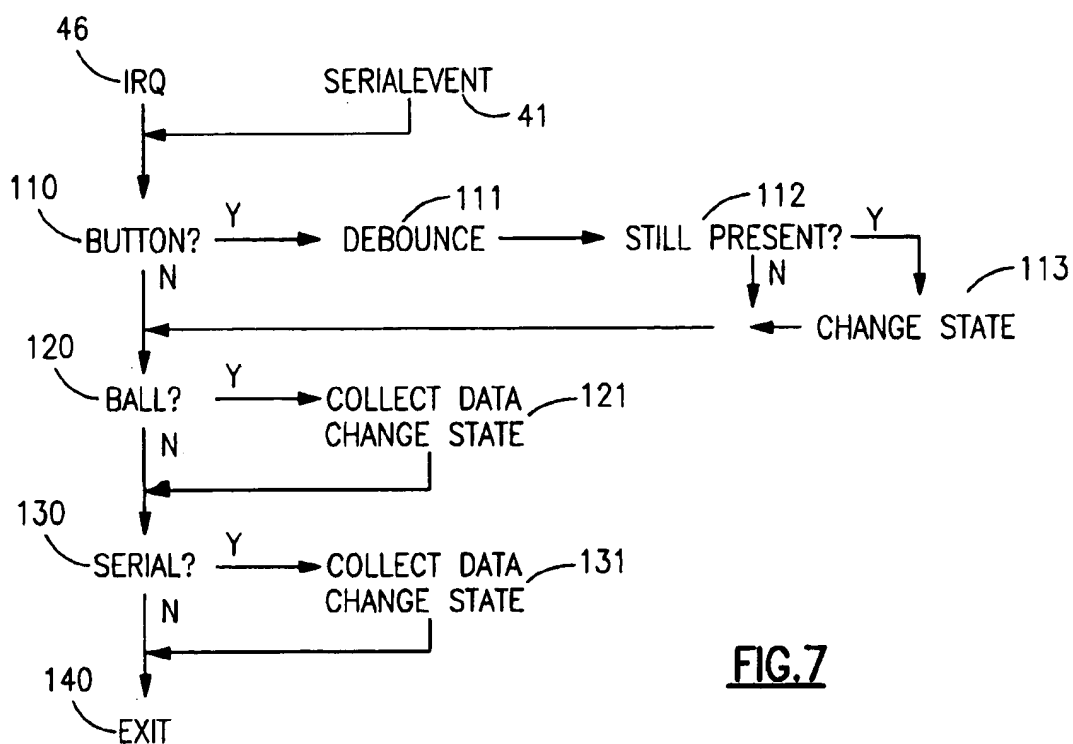 46
IRQ
SERIALEVENT
41
110
BUTTON?
Y
111
DEBOUNCE
112
STILL PRESENT?
Y
N
N
113
CHANGE STATE
120
BALL?
Y
COLLECT DATA
CHANGE STATE
121
N
130
SERIAL?
Y
COLLECT DATA
CHANGE STATE
131
N
140
EXIT
FIG.7